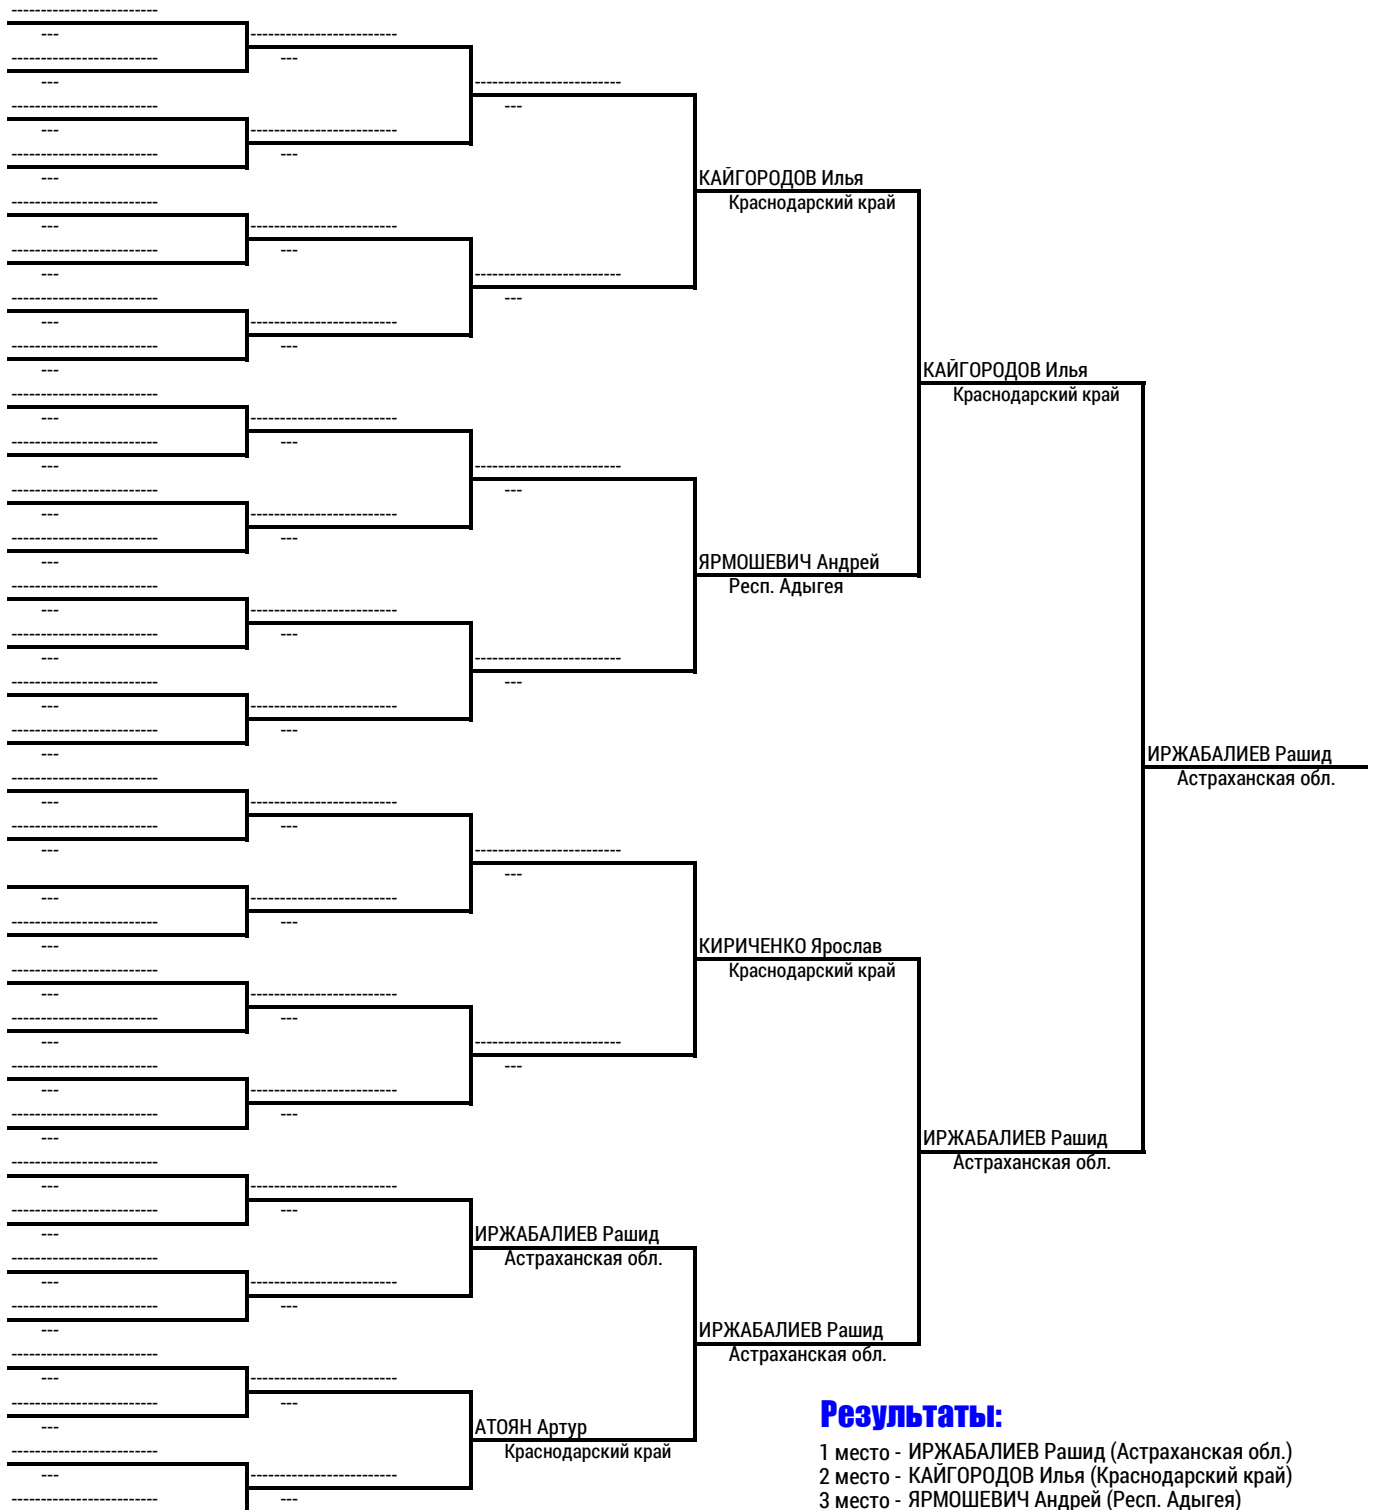 КАЙГОРОДОВ Илья
Краснодарский край
КАЙГОРОДОВ Илья
Краснодарский край
ЯРМОШЕВИЧ Андрей
Респ. Адыгея
ИРЖАБАЛИЕВ Рашид
Астраханская обл.
КИРИЧЕНКО Ярослав
Краснодарский край
ИРЖАБАЛИЕВ Рашид
Астраханская обл.
ИРЖАБАЛИЕВ Рашид
Астраханская обл.
ИРЖАБАЛИЕВ Рашид
Астраханская обл.
АТОЯН Артур
Краснодарский край
Результаты:
1 место - ИРЖАБАЛИЕВ Рашид (Астраханская обл.)
2 место - КАЙГОРОДОВ Илья (Краснодарский край)
3 место - ЯРМОШЕВИЧ Андрей (Респ. Адыгея)